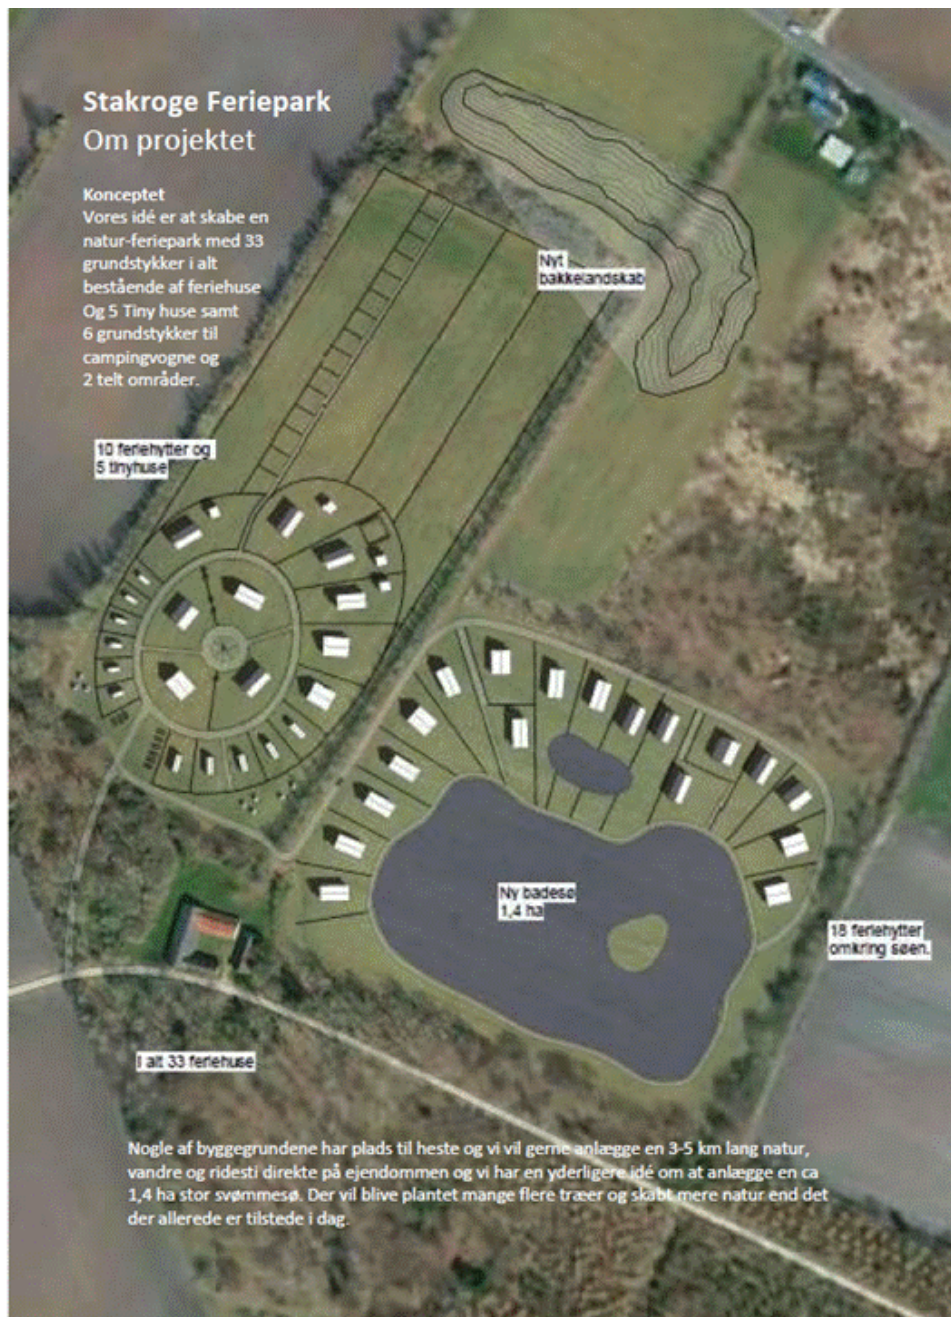 Stakroge Feriepark
Om projektet
Konceptet
Vores idé er at skabe en
natur-feriepark med 33
grundstykker i alt
bestående af feriehuse
Og 5 Tiny huse samt
6 grundstykker til
campingvogne og
2 telt områder.
Nyt
bakkelandskab
10 feriehytter og
5 tinyhuse
Ny badesø
1,4 ha
18 feriehytter
omkring søen.
I alt 33 feriehuse
Nogle af byggegrundene har plads til heste og vi vil gerne anlægge en 3-5 km lang natur,
vandre og ridesti direkte på ejendommen og vi har en yderligere idé om at anlægge en ca
1,4 ha stor svømmesø. Der vil blive plantet mange flere træer og skabt mere natur end det
der allerede er tilstede i dag.